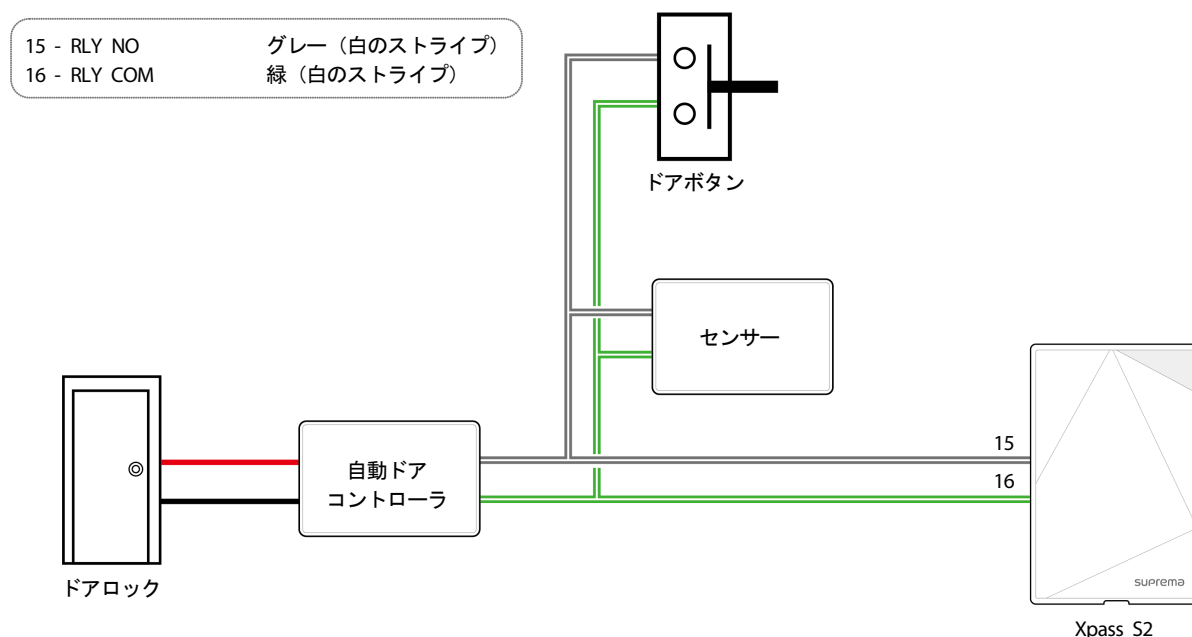 15 - RLY NO グレー（白のストライプ）
16 - RLY COM 緑（白のストライプ）
ドアボタン
センサー
15
自動ドア
コントローラ
16
suprema
ドアロック
Xpass S2